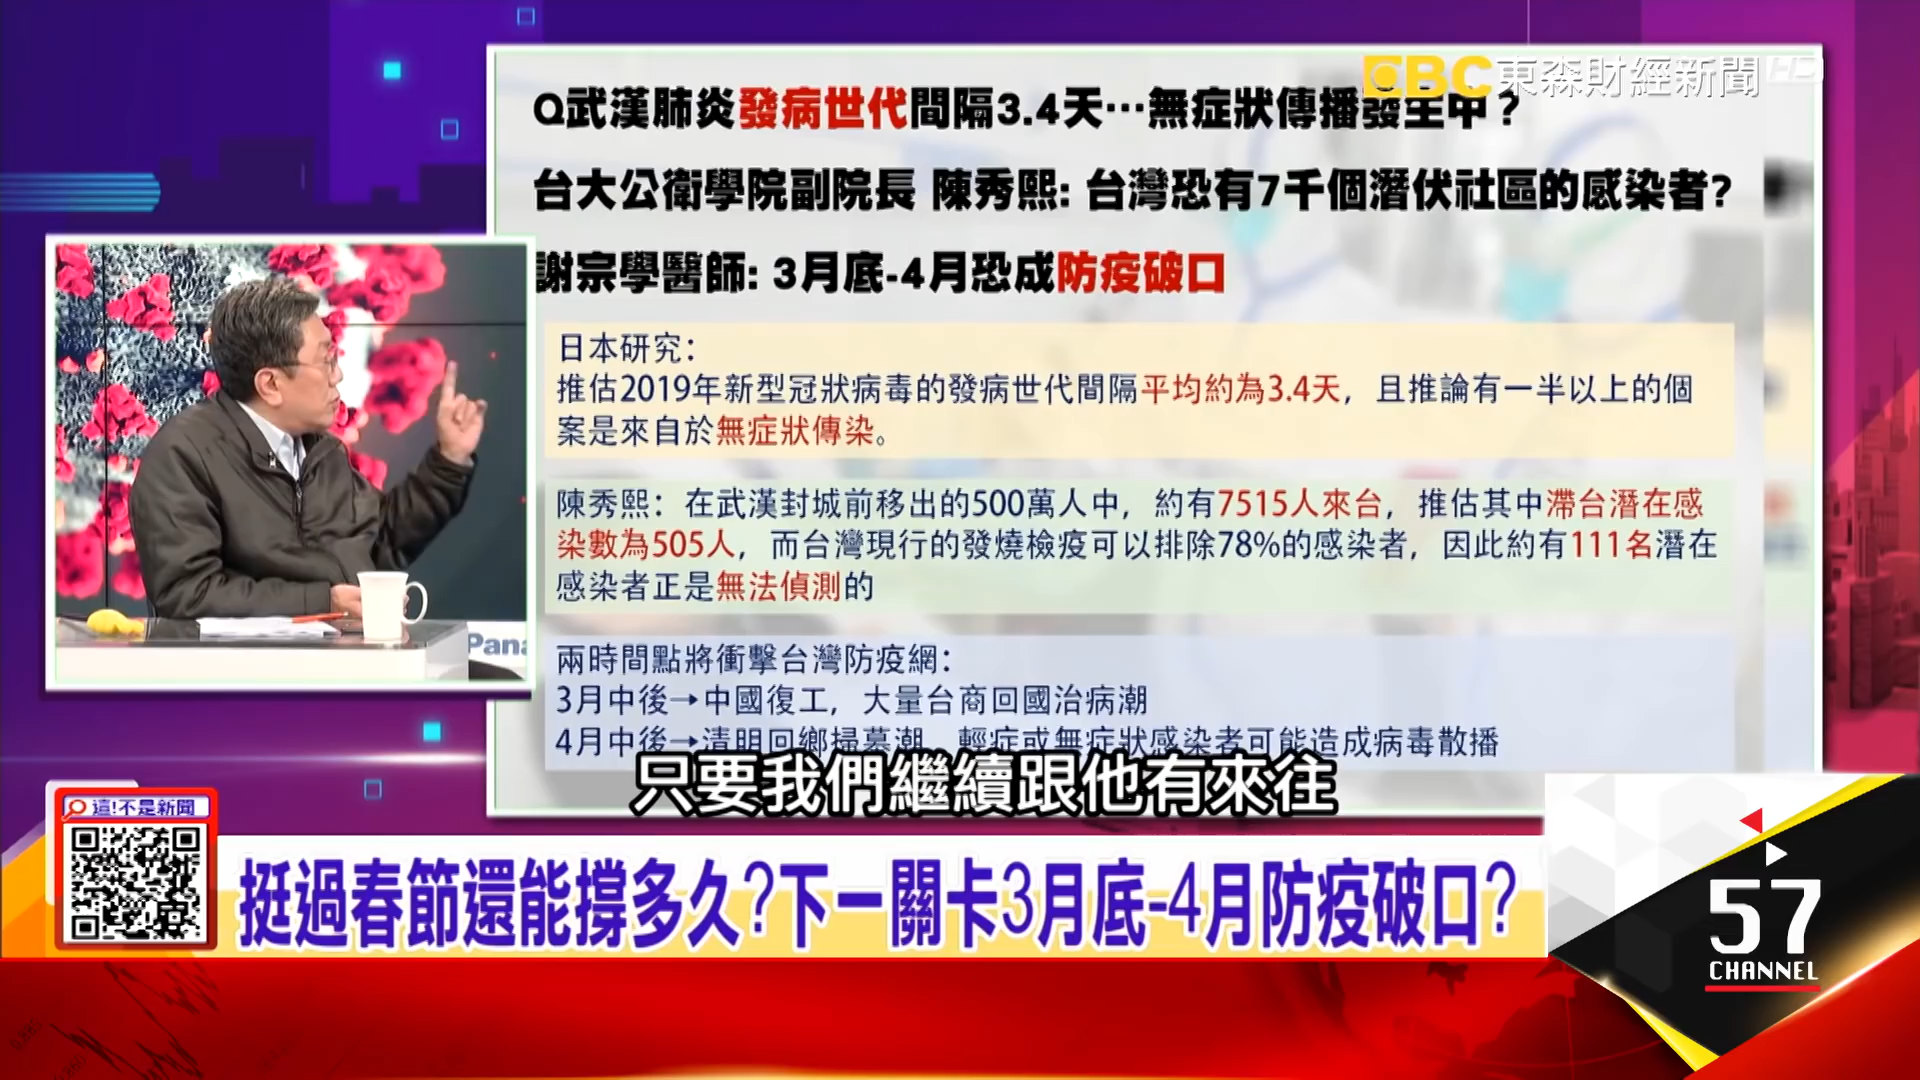 EBC 東森財經新聞 HD
Q武漢肺炎發病世代間隔3.4天…無症狀傳播發生中？
台大公衛學院副院長 陳秀熙: 台灣恐有7千個潛伏社區的感染者?
謝宗學醫師: 3月底-4月恐成防疫破口
日本研究：
推估2019年新型冠狀病毒的發病世代間隔平均約為3.4天，且推論有一半以上的個
案是來自於無症狀傳染。
陳秀熙：在武漢封城前移出的500萬人中，約有7515人來台，推估其中滯台潛在感
染數為505人，而台灣現行的發燒檢疫可以排除78%的感染者，因此約有111名潛在
感染者正是無法偵測的
兩時間點將衝擊台灣防疫網：
3月中後→中國復工，大量台商回國治病潮
4月中後→清明回鄉掃墓潮，輕症或無症狀感染者可能造成病毒散播
Pana
只要我們繼續跟他有來往
這!不是新聞
挺過春節還能撐多久?下一關卡3月底-4月防疫破口?
57
CHANNEL